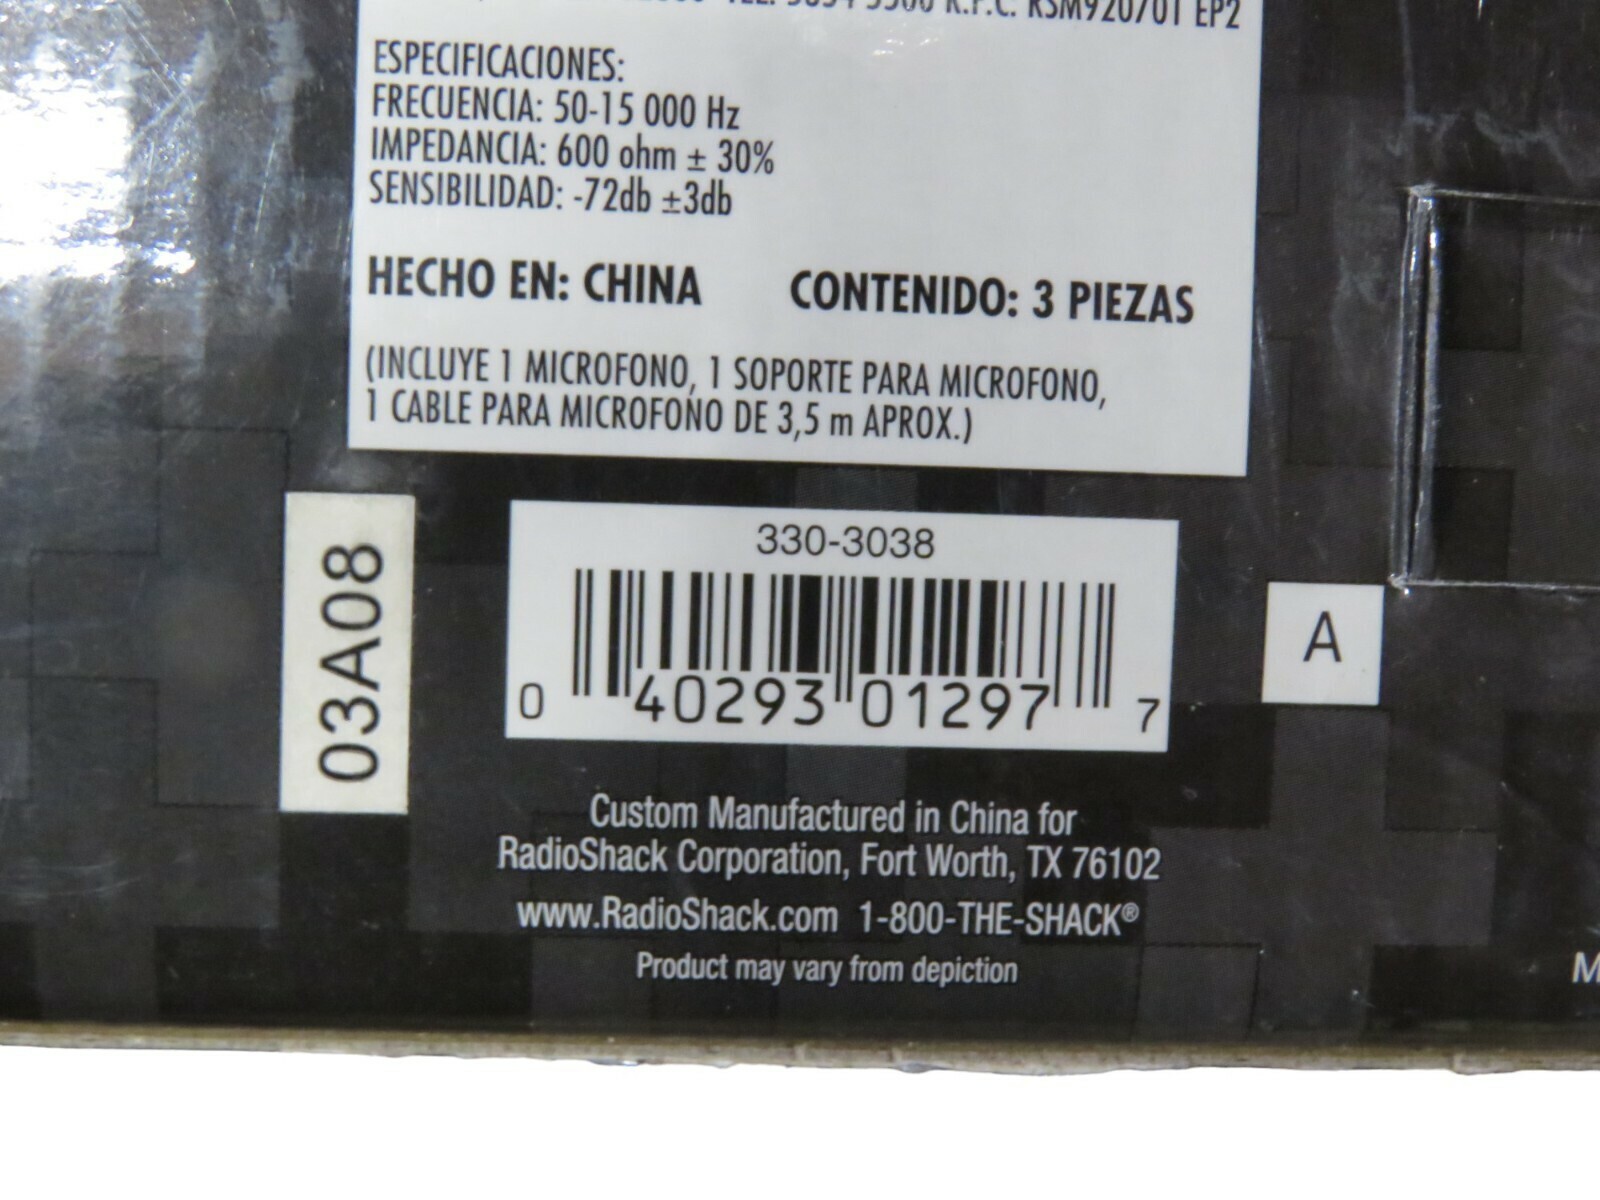 R.F.C. RSM920701 EP2
ESPECIFICACIONES:
FRECUENCIA: 50-15 000 Hz
IMPEDANCIA: 600 ohm ± 30%
SENSIBILIDAD: -72db ±3db
HECHO EN: CHINA CONTENIDO: 3 PIEZAS
(INCLUYE 1 MICROFONO, 1 SOPORTE PARA MICROFONO,
1 CABLE PARA MICROFONO DE 3,5 m APROX.)
03A08
330-3038
0 40293 01297 7
A
Custom Manufactured in China for
RadioShack Corporation, Fort Worth, TX 76102
www.RadioShack.com 1-800-THE-SHACK®
Product may vary from depiction